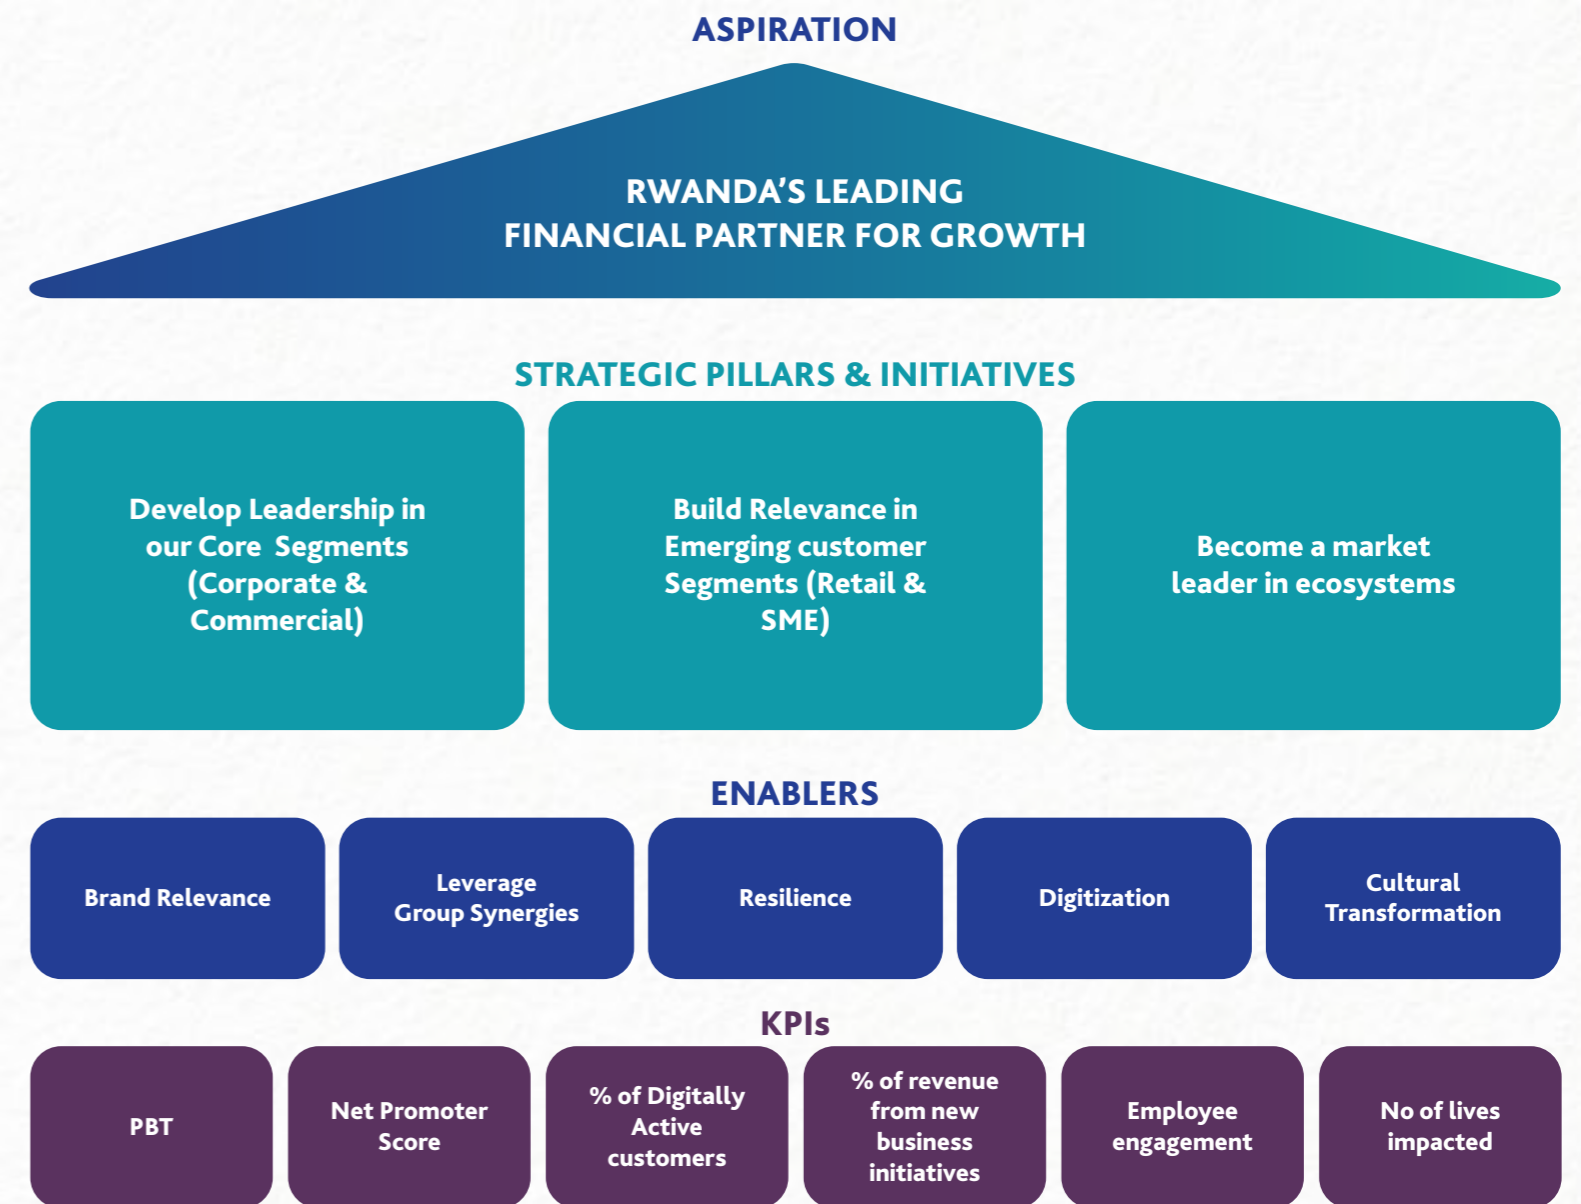 ASPIRATION
RWANDA’S LEADING
FINANCIAL PARTNER FOR GROWTH
STRATEGIC PILLARS & INITIATIVES
Develop Leadership in
our Core Segments
(Corporate &
Commercial)
Build Relevance in
Emerging customer
Segments (Retail &
SME)
Become a market
leader in ecosystems
ENABLERS
Brand Relevance
Leverage
Group Synergies
Resilience
Digitization
Cultural
Transformation
KPIs
PBT
Net Promoter
Score
% of Digitally
Active
customers
% of revenue
from new
business
initiatives
Employee
engagement
No of lives
impacted